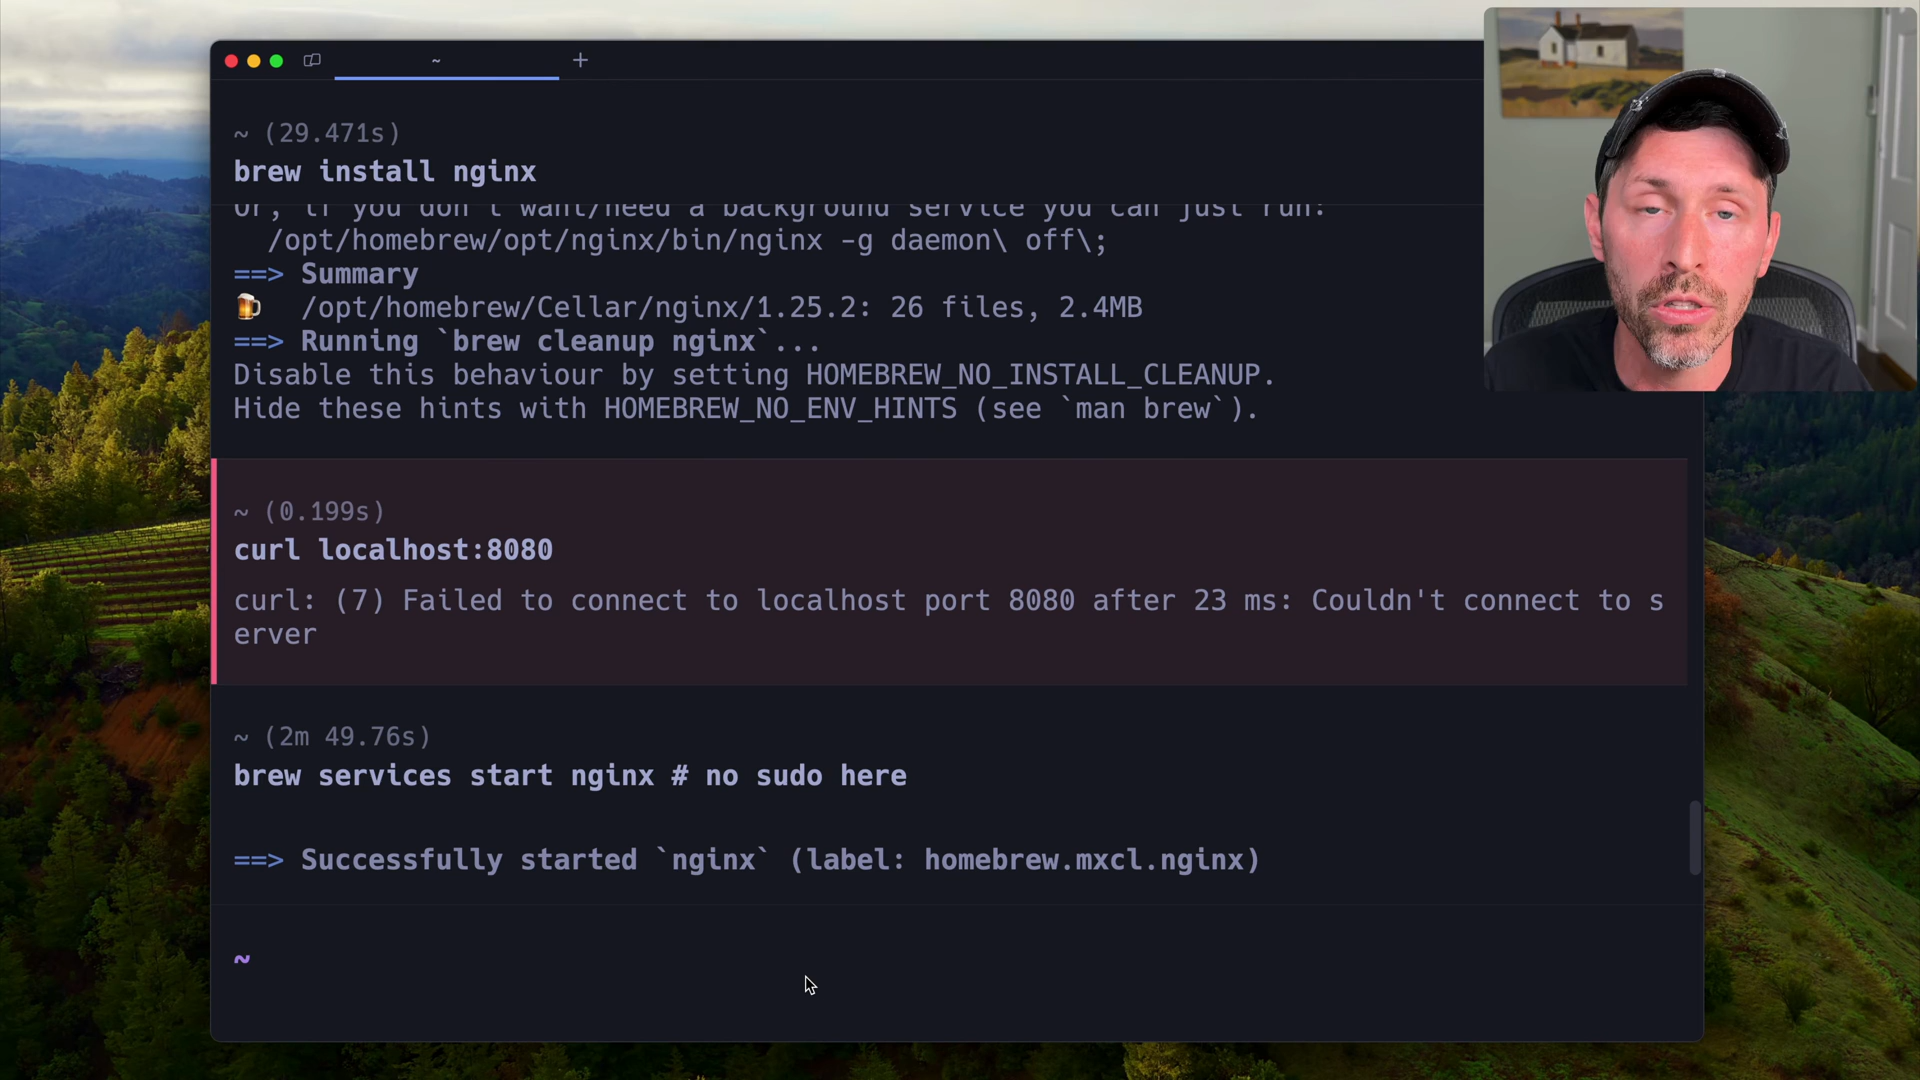 ~
+
~ (29.471s)
brew install nginx
Or, if you don't want/need a background service you can just run:
/opt/homebrew/opt/nginx/bin/nginx -g daemon\ off\;
==> Summary
🍺 /opt/homebrew/Cellar/nginx/1.25.2: 26 files, 2.4MB
==> Running `brew cleanup nginx`...
Disable this behaviour by setting HOMEBREW_NO_INSTALL_CLEANUP.
Hide these hints with HOMEBREW_NO_ENV_HINTS (see `man brew`).
~ (0.199s)
curl localhost:8080
curl: (7) Failed to connect to localhost port 8080 after 23 ms: Couldn't connect to s
erver
~ (2m 49.76s)
brew services start nginx # no sudo here
==> Successfully started `nginx` (label: homebrew.mxcl.nginx)
~